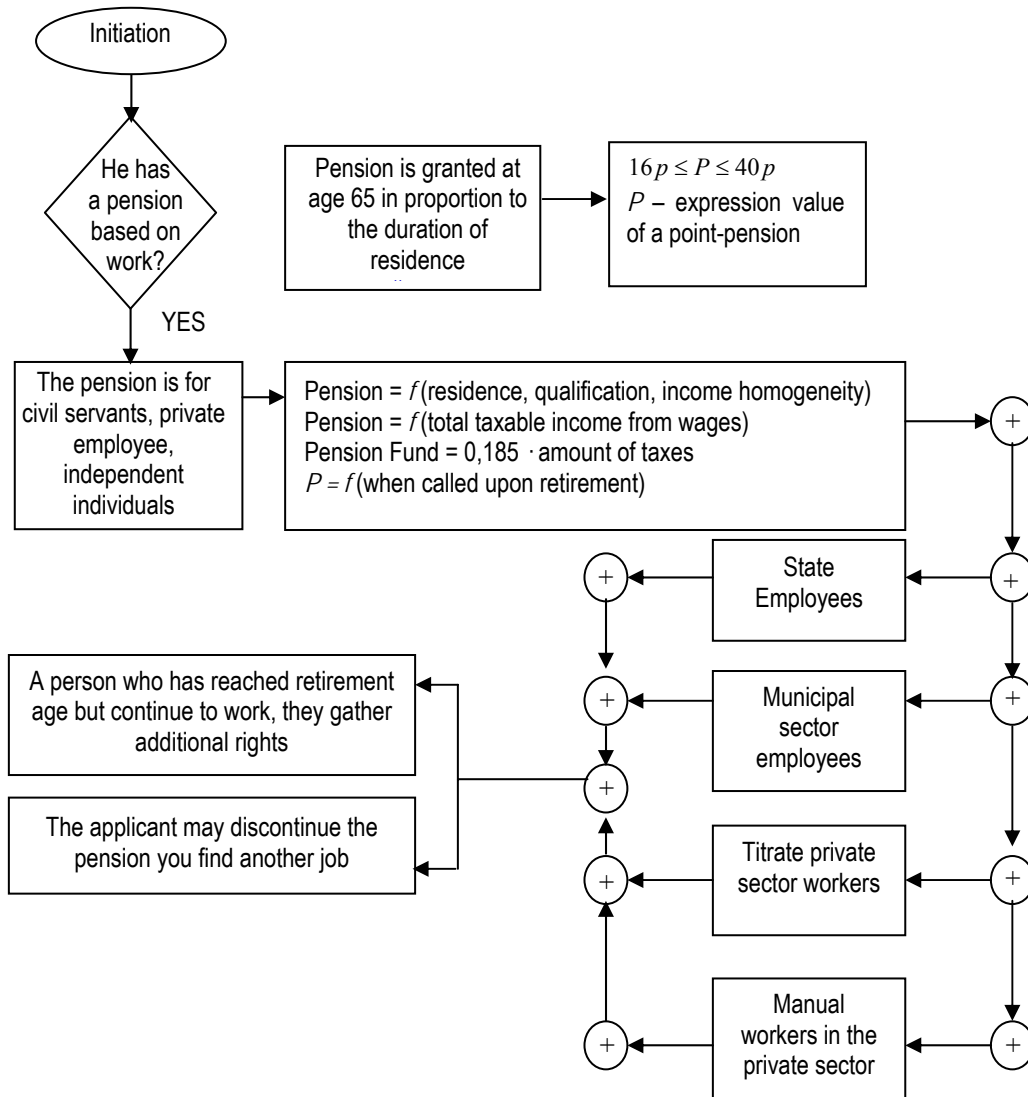 Initiation
He has
a pension
based on
work?
YES
Pension is granted at
age 65 in proportion to
the duration of
residence
16p ≤ P ≤ 40p
P – expression value
of a point-pension
The pension is for
civil servants, private
employee,
independent
individuals
Pension = f (residence, qualification, income homogeneity)
Pension = f (total taxable income from wages)
Pension Fund = 0,185 · amount of taxes
P = f (when called upon retirement)
+
+
State
Employees
+
A person who has reached retirement
age but continue to work, they gather
additional rights
+
Municipal
sector
employees
+
+
The applicant may discontinue the
pension you find another job
+
Titrate private
sector workers
+
+
Manual
workers in the
private sector
+